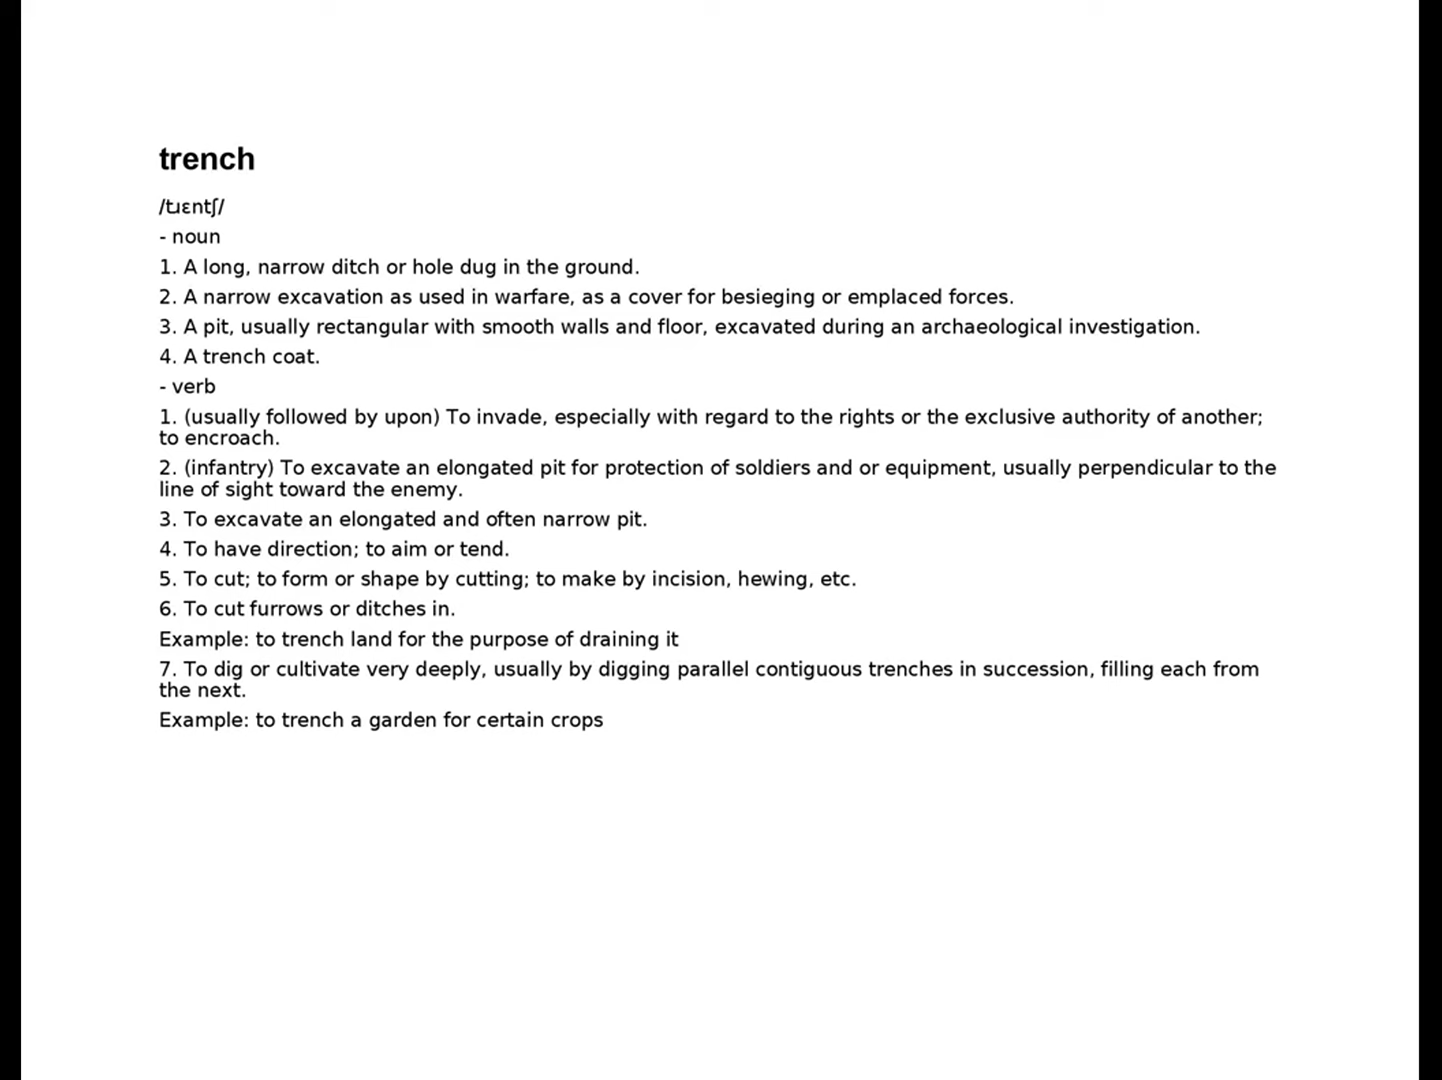 trench
/tɹɛntʃ/
- noun
1. A long, narrow ditch or hole dug in the ground.
2. A narrow excavation as used in warfare, as a cover for besieging or emplaced forces.
3. A pit, usually rectangular with smooth walls and floor, excavated during an archaeological investigation.
4. A trench coat.
- verb
1. (usually followed by upon) To invade, especially with regard to the rights or the exclusive authority of another;
to encroach.
2. (infantry) To excavate an elongated pit for protection of soldiers and or equipment, usually perpendicular to the
line of sight toward the enemy.
3. To excavate an elongated and often narrow pit.
4. To have direction; to aim or tend.
5. To cut; to form or shape by cutting; to make by incision, hewing, etc.
6. To cut furrows or ditches in.
Example: to trench land for the purpose of draining it
7. To dig or cultivate very deeply, usually by digging parallel contiguous trenches in succession, filling each from
the next.
Example: to trench a garden for certain crops